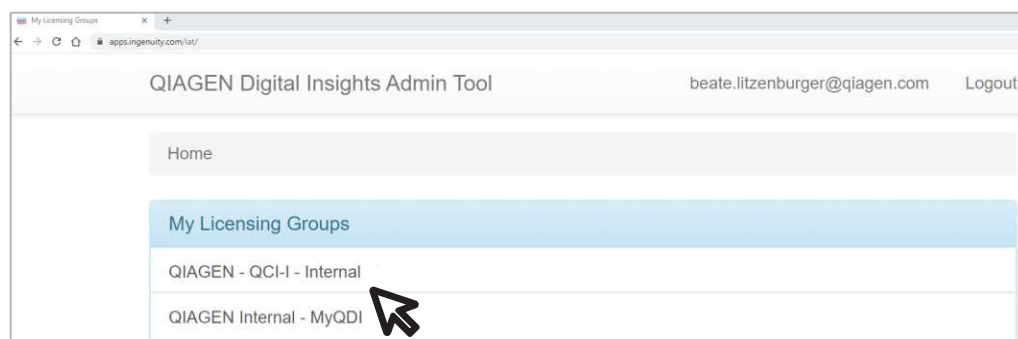 My Licensing Groups
apps.ingenuity.com/iat/
QIAGEN Digital Insights Admin Tool beate.litzenburger@qiagen.com Logout
Home
My Licensing Groups
QIAGEN - QCI-I - Internal
QIAGEN Internal - MyQDI